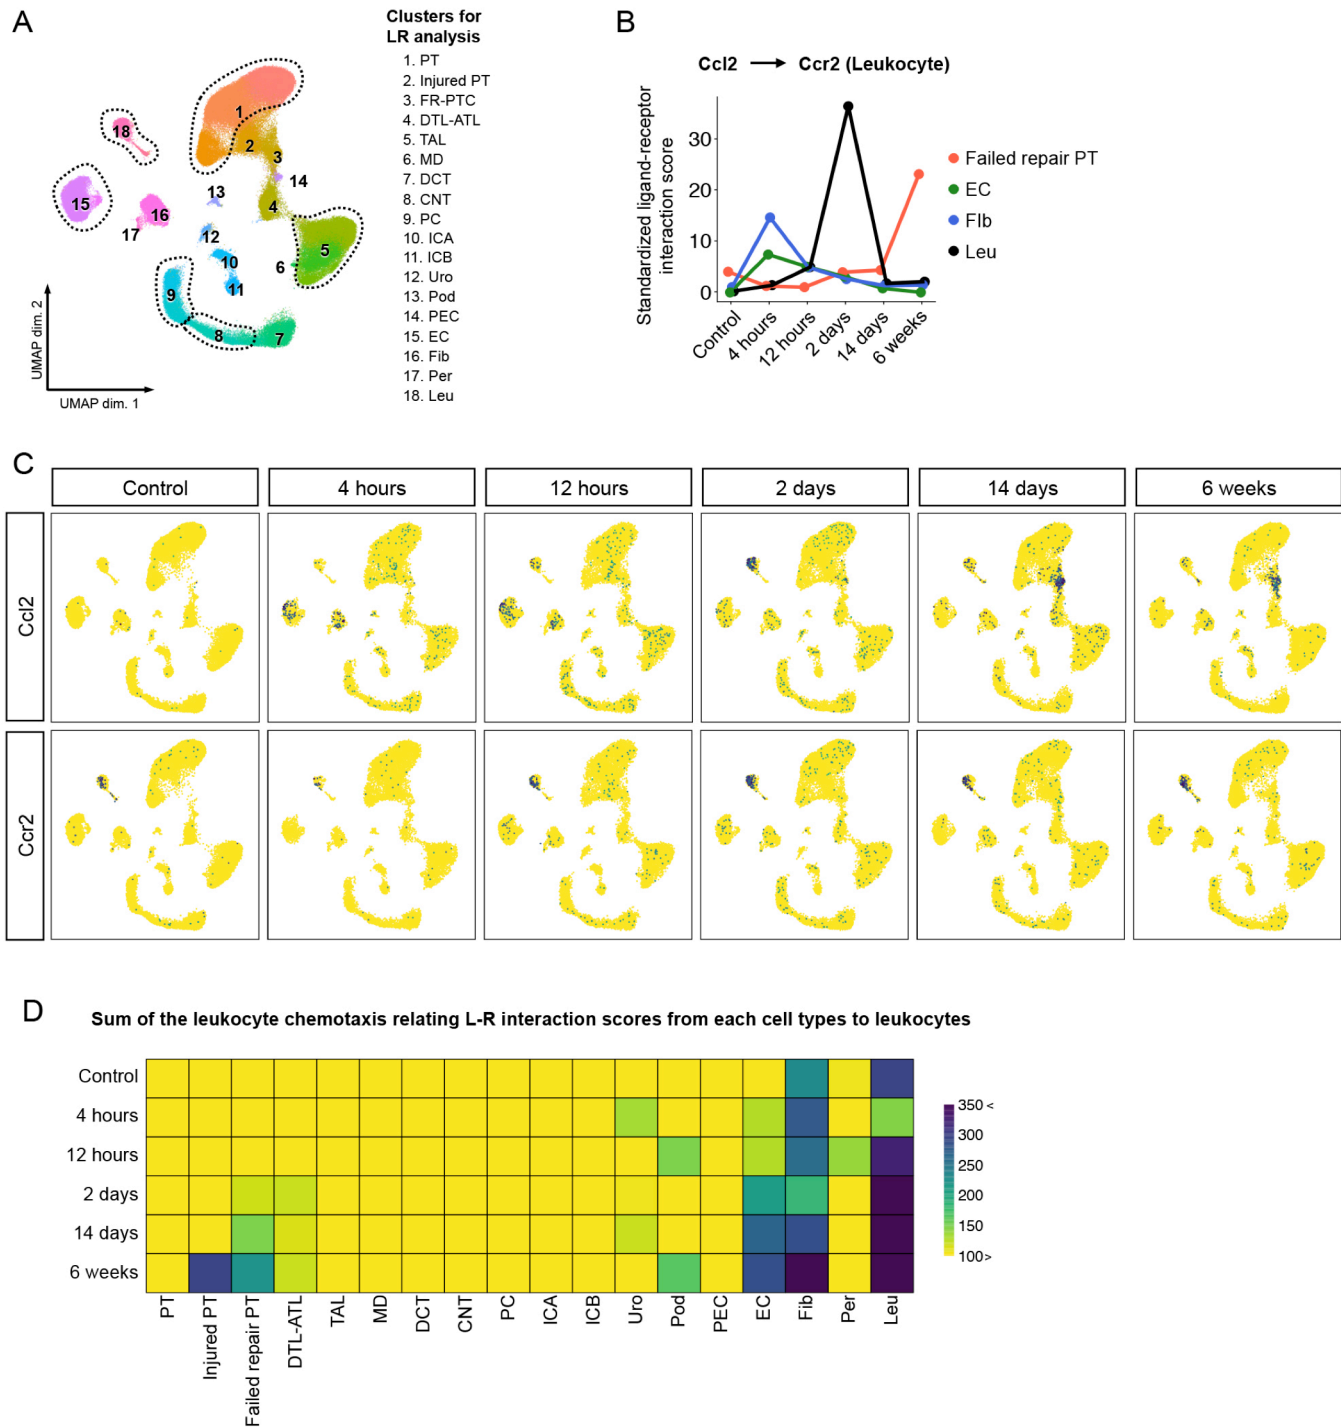 A
Clusters for
LR analysis
1. PT
2. Injured PT
3. FR-PTC
4. DTL-ATL
5. TAL
6. MD
7. DCT
8. CNT
9. PC
10. ICA
11. ICB
12. Uro
13. Pod
14. PEC
15. EC
16. Fib
17. Per
18. Leu
1
2
3
14
18
13
15
16
17
4
12
10
11
6
5
9
8
7
UMAP dim. 2
UMAP dim. 1
B
Ccl2 → Ccr2 (Leukocyte)
Standardized ligand-receptor
interaction score
30
20
10
0
Control
4 hours
12 hours
2 days
14 days
6 weeks
Failed repair PT
EC
FIb
Leu
C
Control
4 hours
12 hours
2 days
14 days
6 weeks
Ccl2
Ccr2
D
Sum of the leukocyte chemotaxis relating L-R interaction scores from each cell types to leukocytes
Control
4 hours
12 hours
2 days
14 days
6 weeks
PT
Injured PT
Failed repair PT
DTL-ATL
TAL
MD
DCT
CNT
PC
ICA
ICB
Uro
Pod
PEC
EC
Fib
Per
Leu
350 <
300
250
200
150
100>